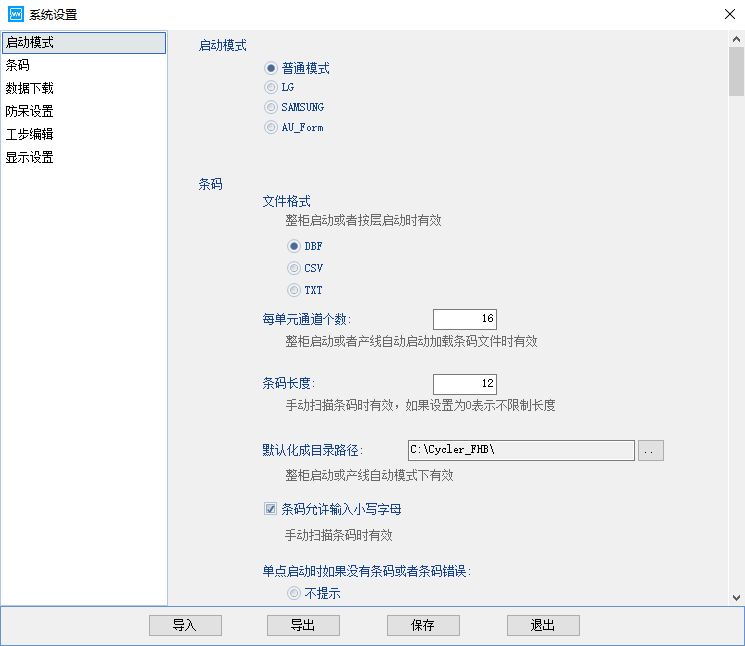 系统设置
启动模式
条码
数据下载
防呆设置
工步编辑
显示设置
启动模式
普通模式
LG
SAMSUNG
AU_Form
条码
文件格式
整柜启动或者按层启动时有效
DBF
CSV
TXT
每单元通道个数: 16
整柜启动或者产线自动启动加载条码文件时有效
条码长度: 12
手动扫描条码时有效，如果设置为0表示不限制长度
默认化成目录路径: C:\Cycler_FHB\ ..
整柜启动或产线自动模式下有效
条码允许输入小写字母
手动扫描条码时有效
单点启动时如果没有条码或者条码错误:
不提示
导入 导出 保存 退出